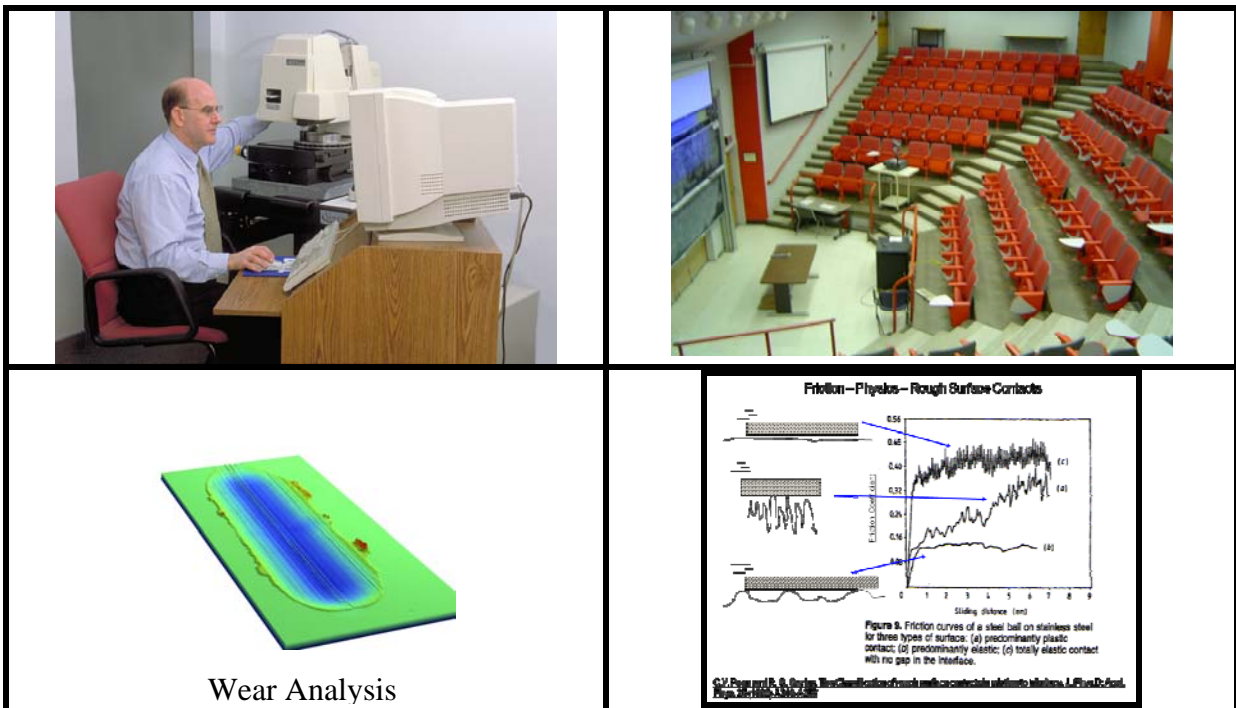 Wear Analysis
Friction – Physics – Rough Surface Contacts
0.56
0.48
0.40
0.32
0.24
0.16
Friction Coefficient
(c)
(a)
(b)
0 1 2 3 4 5 6 7 8 9
Sliding distance
Figure 9. Friction curves of a steel ball on stainless steel
for three types of surface: (a) predominantly plastic
contact; (b) predominantly elastic; (c) totally elastic contact
with no gap in the interface.